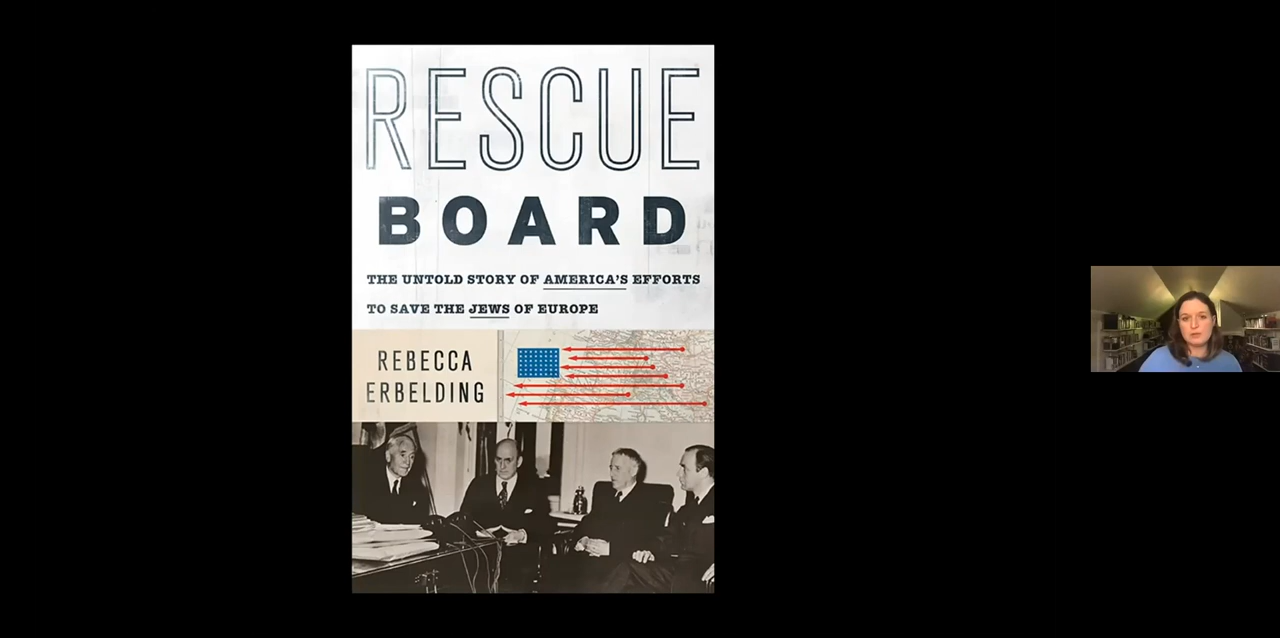 RESCUE
BOARD
THE UNTOLD STORY OF AMERICA'S EFFORTS
TO SAVE THE JEWS OF EUROPE
REBECCA
ERBELDING